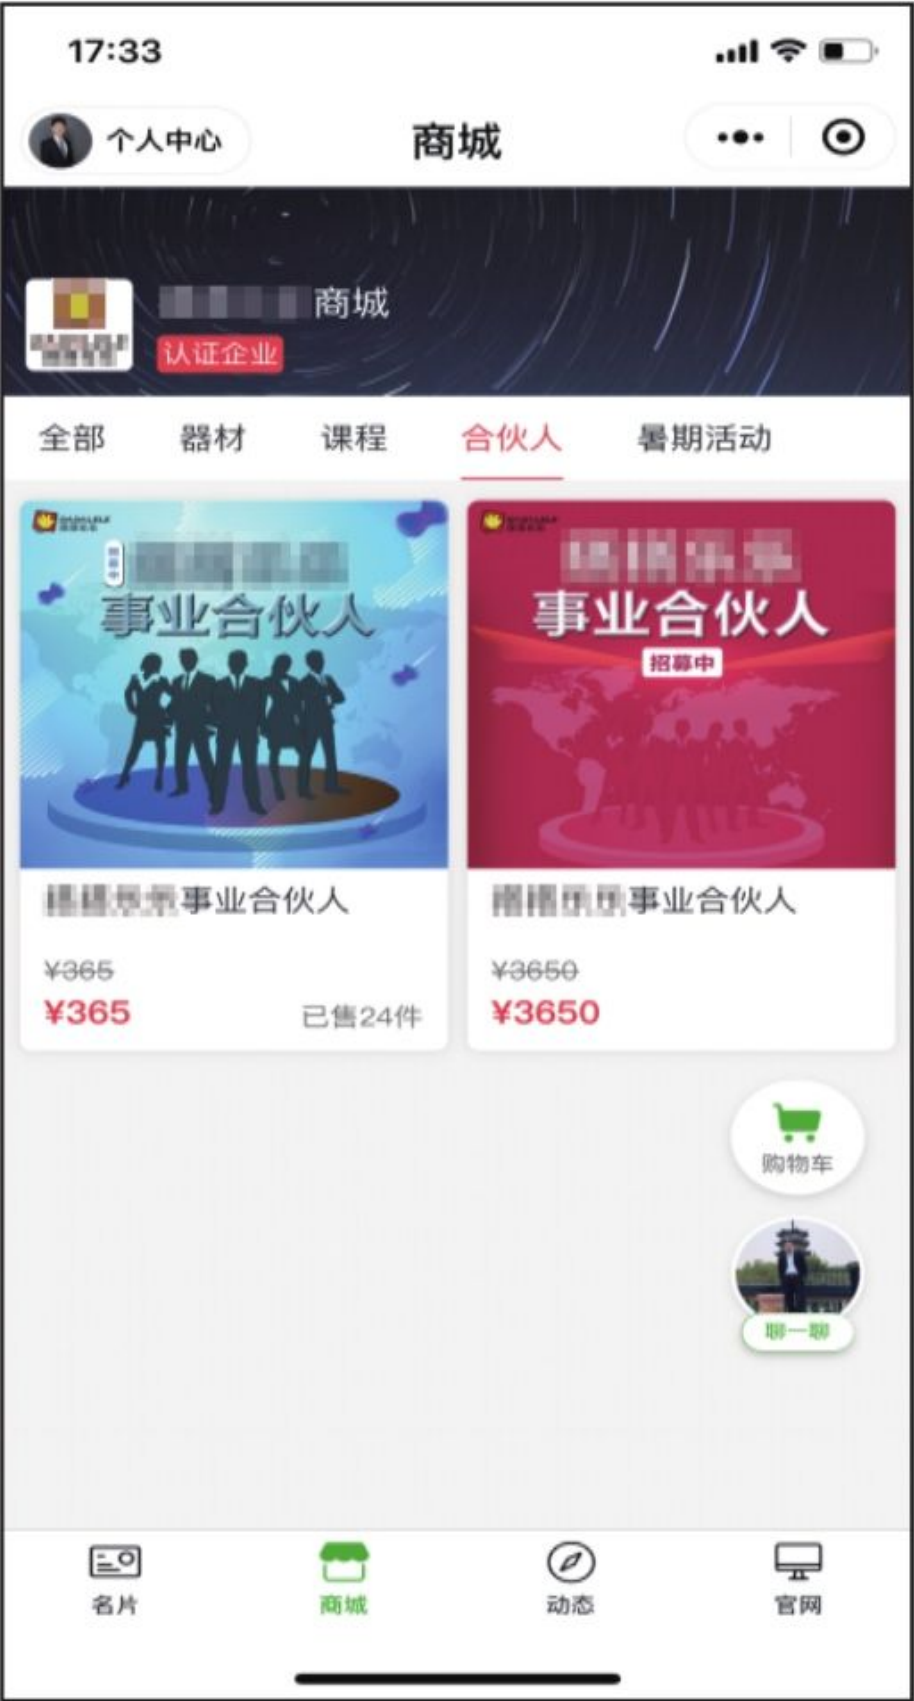 17:33
个人中心
商城
商城
认证企业
全部 器材 课程 合伙人 暑期活动
事业合伙人
事业合伙人
招募中
事业合伙人
¥365
¥365 已售24件
事业合伙人
¥3650
¥3650
购物车
聊一聊
名片 商城 动态 官网